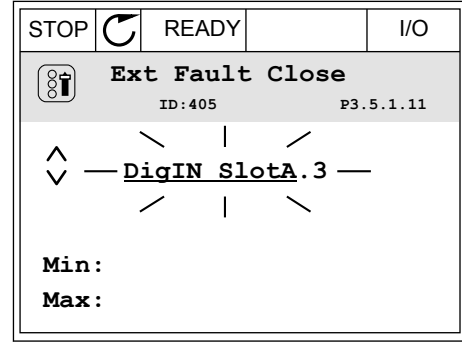 STOP READY I/O
Ext Fault Close
ID:405 P3.5.1.11
DigIN SlotA.3
Min:
Max: